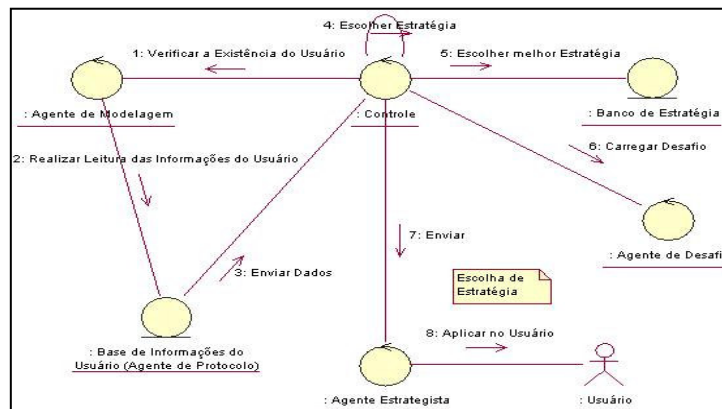 4: Escolher Estratégia
1: Verificar a Existência do Usuário
5: Escolher melhor Estratégia
: Agente de Modelagem
: Controle
: Banco de Estratégia
2: Realizar Leitura das Informações do Usuário
6: Carregar Desafio
7: Enviar
: Agente de Desafi
3: Enviar Dados
Escolha de
Estratégia
: Base de Informações do
Usuário (Agente de Protocolo)
8: Aplicar no Usuário
: Agente Estrategista
: Usuário